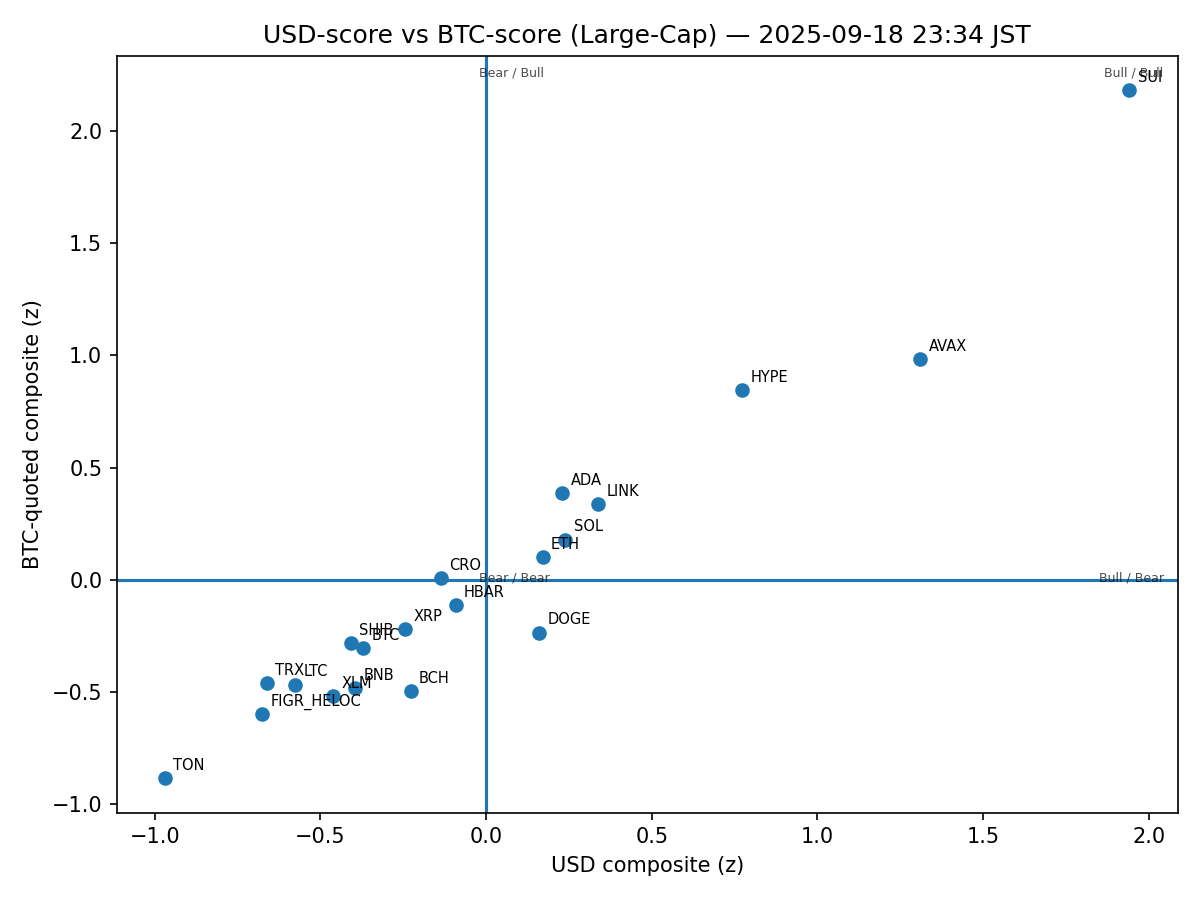 USD-score vs BTC-score (Large-Cap) — 2025-09-18 23:34 JST
Bear / Bull
Bull / Bull
SUI
2.0
1.5
AVAX
1.0
HYPE
BTC-quoted composite (z)
0.5
ADA
LINK
SOL
ETH
CRO
0.0
Bear / Bear
Bull / Bear
HBAR
XRP
DOGE
SHIB
BTC
TRX
LTC
BNB
XLM
BCH
−0.5
FIGR_HELOC
TON
−1.0
−1.0 −0.5 0.0 0.5 1.0 1.5 2.0
USD composite (z)